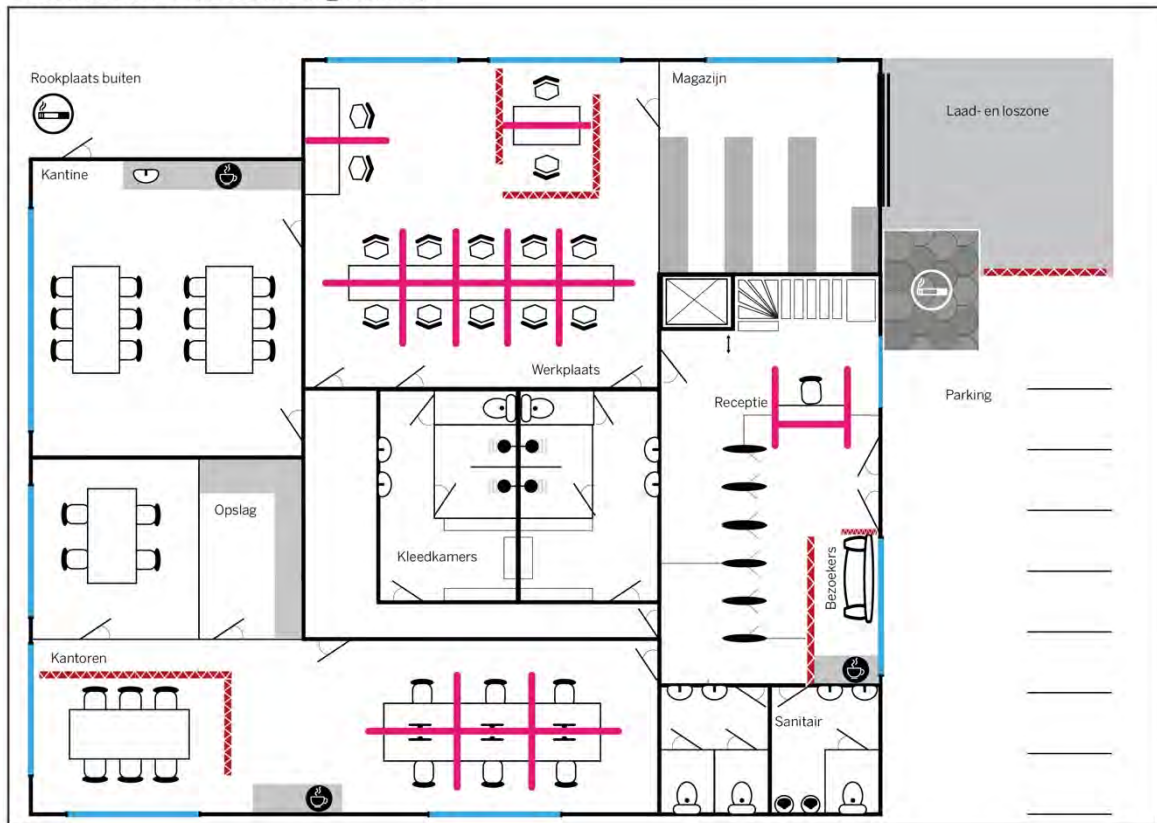 Rookplaats buiten
Magazijn
Laad- en loszone
Kantine
Werkplaats
Receptie
Parking
Opslag
Kleedkamers
Bezoekers
Kantoren
Sanitair